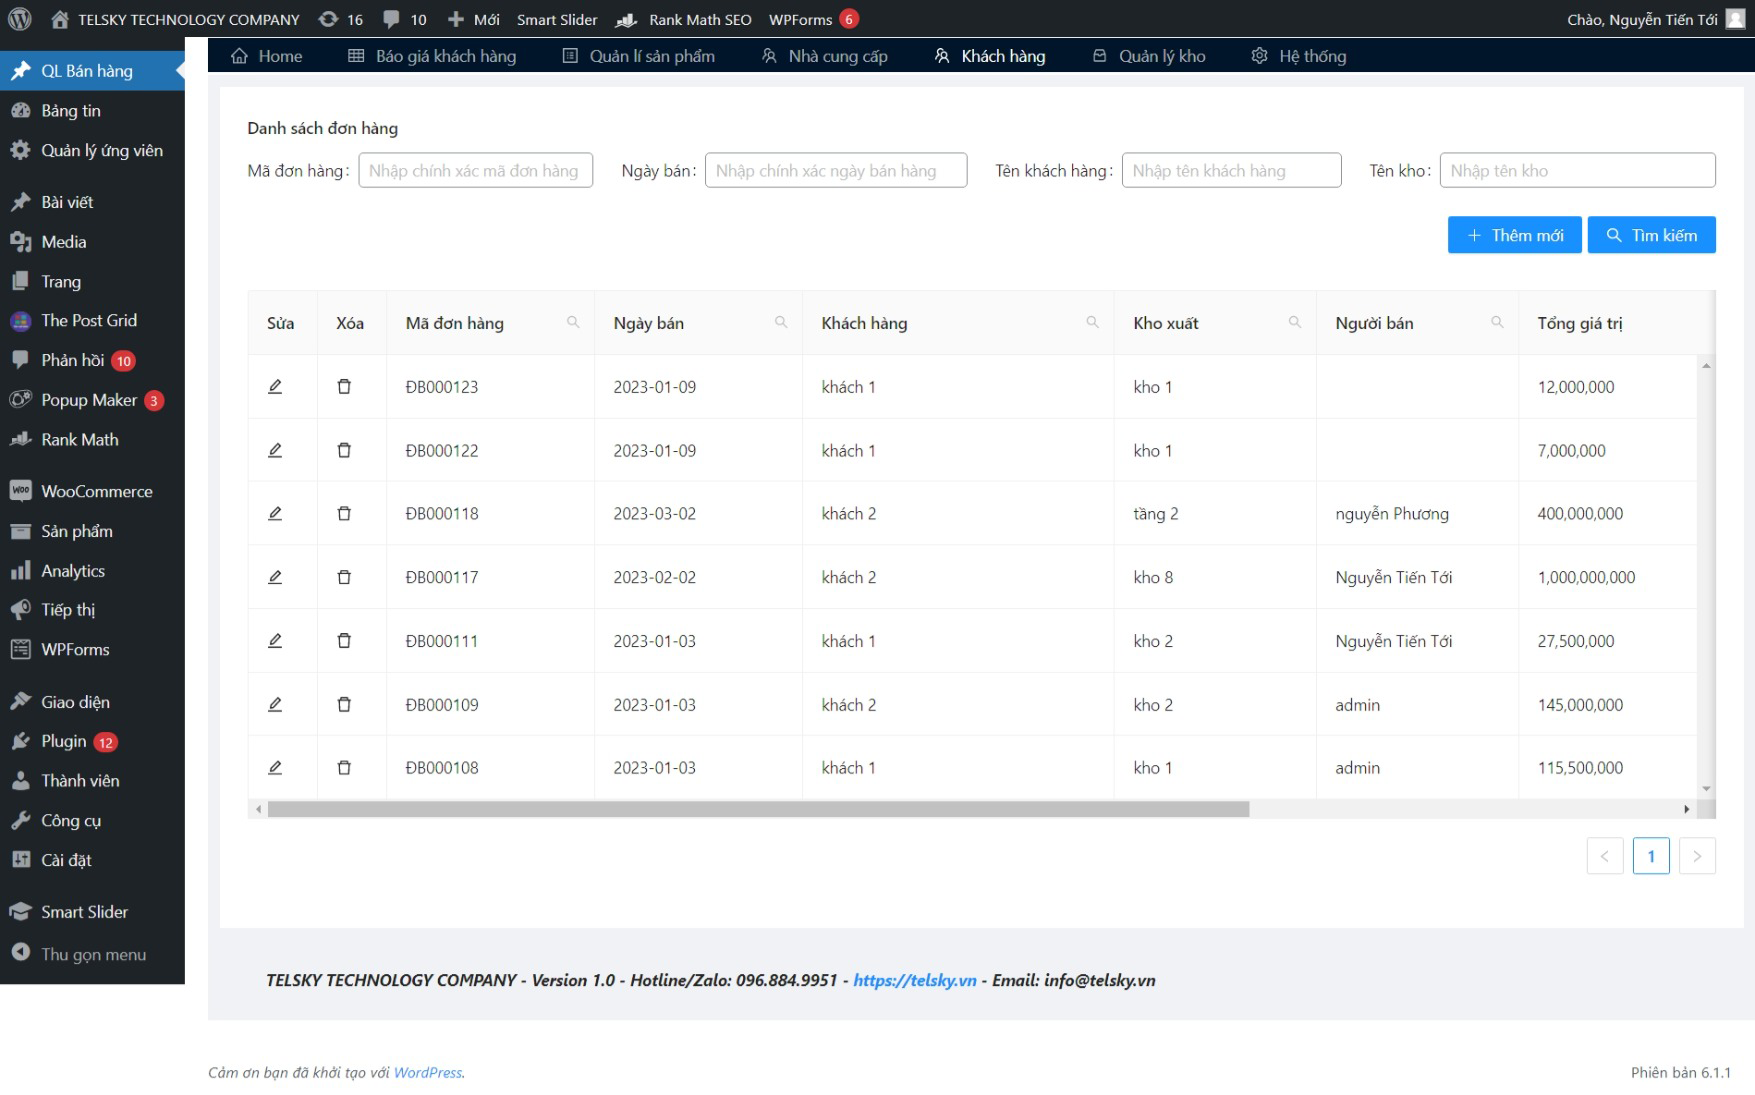 TELSKY TECHNOLOGY COMPANY 16 10 Mới Smart Slider Rank Math SEO WPForms 6 Chào, Nguyễn Tiến Tới
QL Bán hàng
Bảng tin
Quản lý ứng viên
Bài viết
Media
Trang
The Post Grid
Phản hồi 10
Popup Maker 3
Rank Math
WooCommerce
Sản phẩm
Analytics
Tiếp thị
WPForms
Giao diện
Plugin 12
Thành viên
Công cụ
Cài đặt
Smart Slider
Thu gọn menu
Home Báo giá khách hàng Quản lí sản phẩm Nhà cung cấp Khách hàng Quản lý kho Hệ thống
Danh sách đơn hàng
Mã đơn hàng: Nhập chính xác mã đơn hàng Ngày bán: Nhập chính xác ngày bán hàng Tên khách hàng: Nhập tên khách hàng Tên kho: Nhập tên kho
Thêm mới Tìm kiếm
Sửa Xóa Mã đơn hàng Ngày bán Khách hàng Kho xuất Người bán Tổng giá trị
ĐB000123 2023-01-09 khách 1 kho 1 12,000,000
ĐB000122 2023-01-09 khách 1 kho 1 7,000,000
ĐB000118 2023-03-02 khách 2 tầng 2 nguyễn Phương 400,000,000
ĐB000117 2023-02-02 khách 2 kho 8 Nguyễn Tiến Tới 1,000,000,000
ĐB000111 2023-01-03 khách 1 kho 2 Nguyễn Tiến Tới 27,500,000
ĐB000109 2023-01-03 khách 2 kho 2 admin 145,000,000
ĐB000108 2023-01-03 khách 1 kho 1 admin 115,500,000
< 1 >
TELSKY TECHNOLOGY COMPANY - Version 1.0 - Hotline/Zalo: 096.884.9951 - https://telsky.vn - Email: info@telsky.vn
Cảm ơn bạn đã khởi tạo với WordPress. Phiên bản 6.1.1